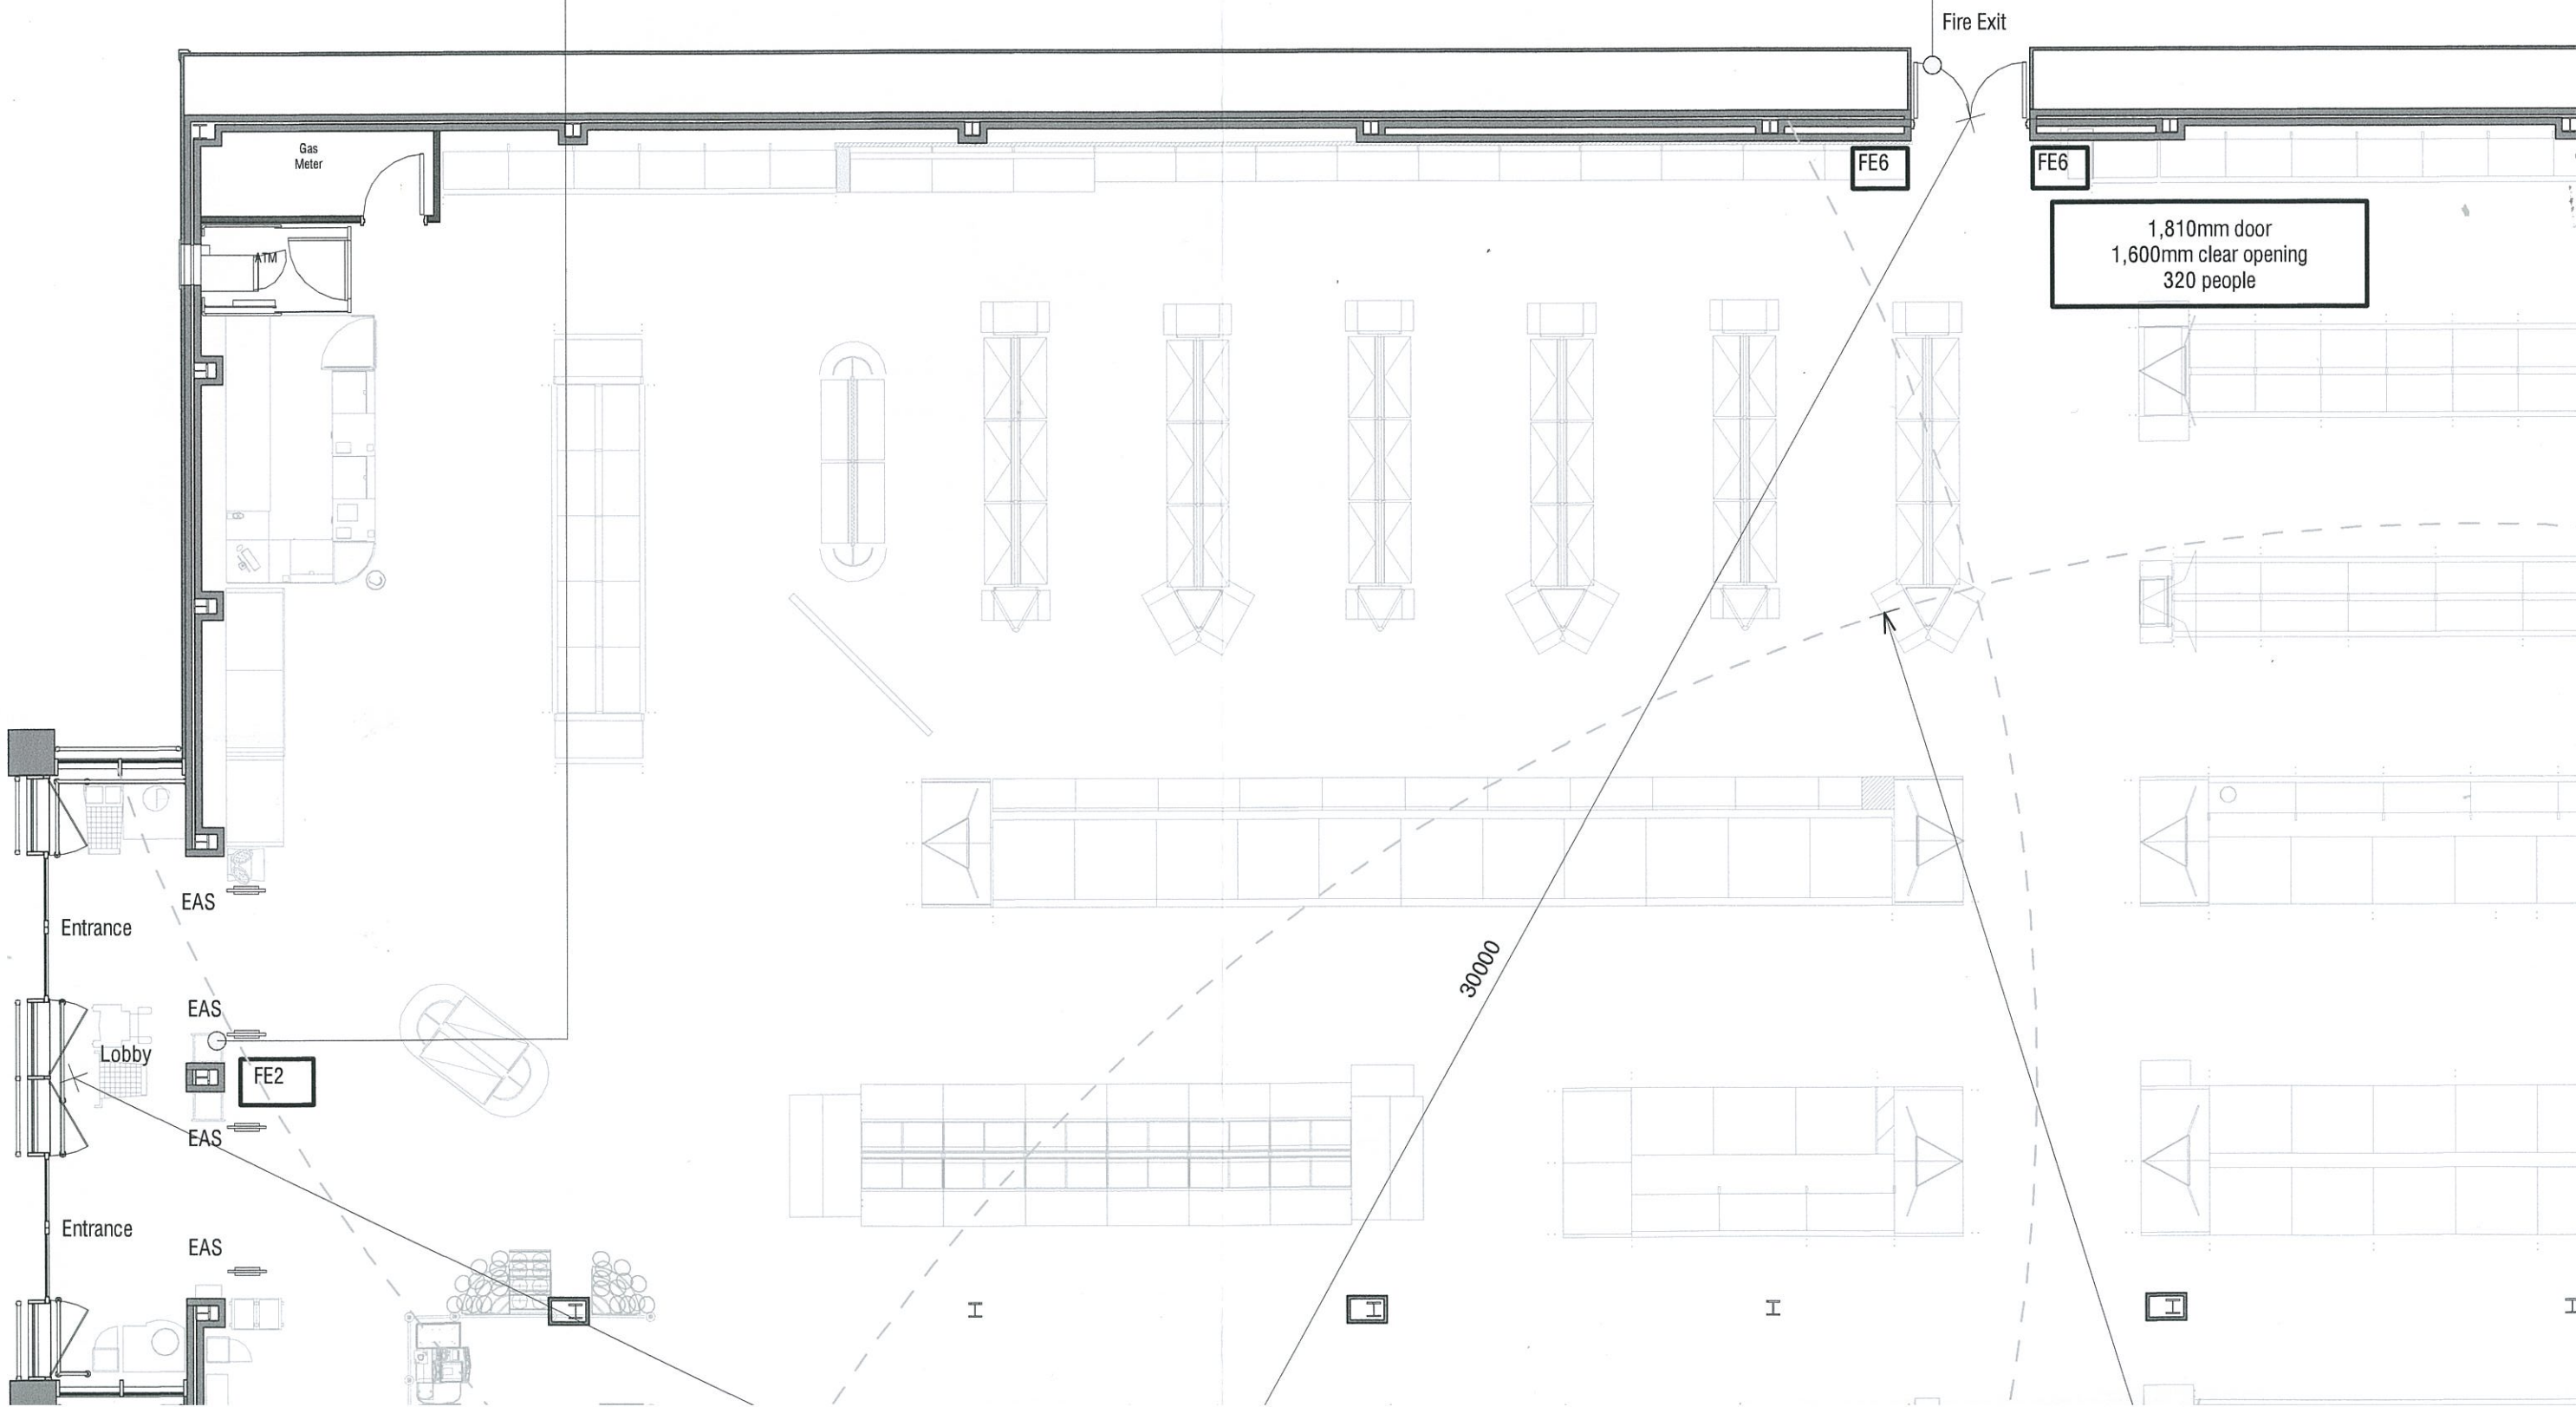 Fire Exit
Gas
Meter
FE6
FE6
1,810mm door
1,600mm clear opening
320 people
ATM
EAS
Entrance
30000
EAS
Lobby
FE2
EAS
Entrance
EAS